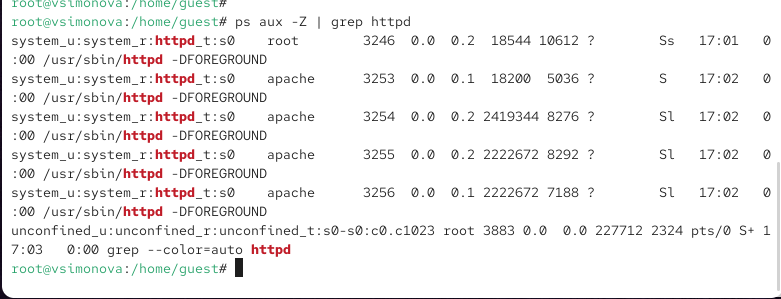 root@vsimonova:/home/guest#
root@vsimonova:/home/guest# ps aux -Z | grep httpd
system_u:system_r:httpd_t:s0    root        3246  0.0  0.2  18544 10612 ?        Ss   17:01   0
:00 /usr/sbin/httpd -DFOREGROUND
system_u:system_r:httpd_t:s0    apache      3253  0.0  0.1  18200  5036 ?        S    17:02   0
:00 /usr/sbin/httpd -DFOREGROUND
system_u:system_r:httpd_t:s0    apache      3254  0.0  0.2 2419344 8276 ?        Sl   17:02   0
:00 /usr/sbin/httpd -DFOREGROUND
system_u:system_r:httpd_t:s0    apache      3255  0.0  0.2 2222672 8292 ?        Sl   17:02   0
:00 /usr/sbin/httpd -DFOREGROUND
system_u:system_r:httpd_t:s0    apache      3256  0.0  0.1 2222672 7188 ?        Sl   17:02   0
:00 /usr/sbin/httpd -DFOREGROUND
unconfined_u:unconfined_r:unconfined_t:s0-s0:c0.c1023 root 3883 0.0  0.0 227712 2324 pts/0 S+ 1
7:03   0:00 grep --color=auto httpd
root@vsimonova:/home/guest#